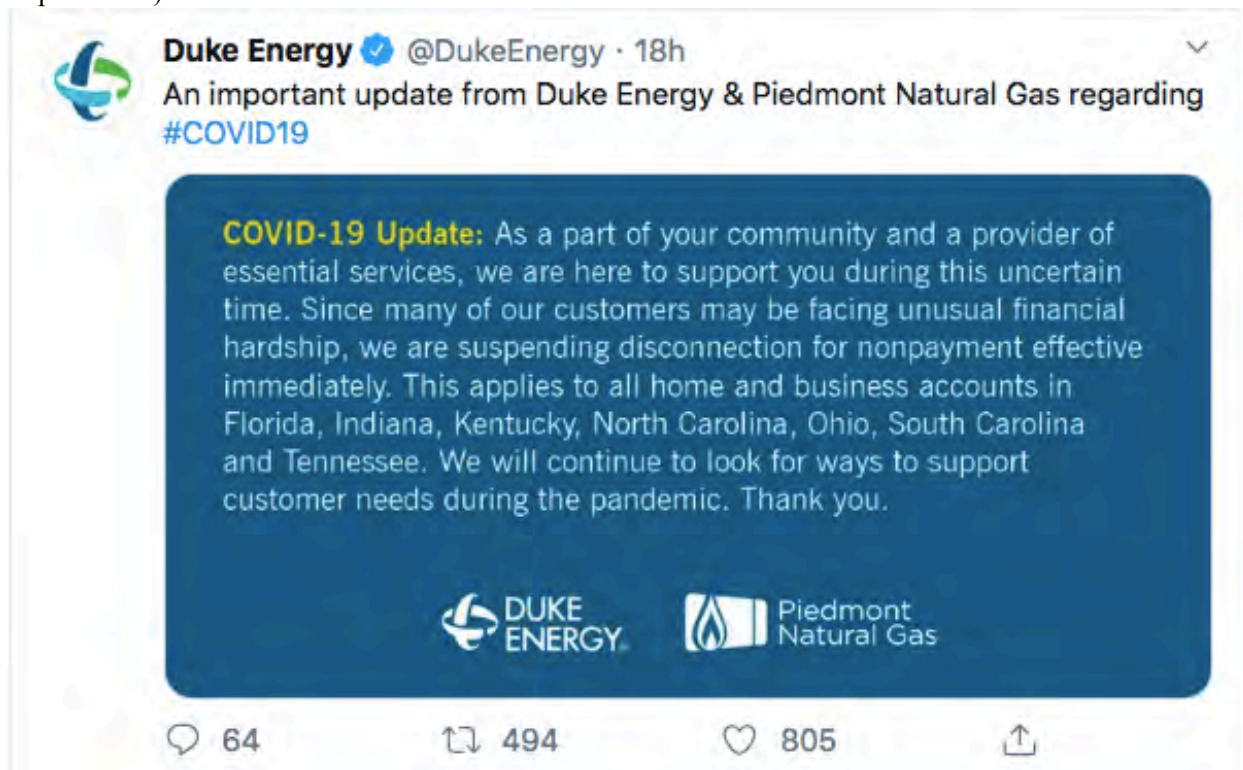 Duke Energy @DukeEnergy · 18h
An important update from Duke Energy & Piedmont Natural Gas regarding
#COVID19
COVID-19 Update: As a part of your community and a provider of
essential services, we are here to support you during this uncertain
time. Since many of our customers may be facing unusual financial
hardship, we are suspending disconnection for nonpayment effective
immediately. This applies to all home and business accounts in
Florida, Indiana, Kentucky, North Carolina, Ohio, South Carolina
and Tennessee. We will continue to look for ways to support
customer needs during the pandemic. Thank you.
DUKE
ENERGY
Piedmont
Natural Gas
64 494 805